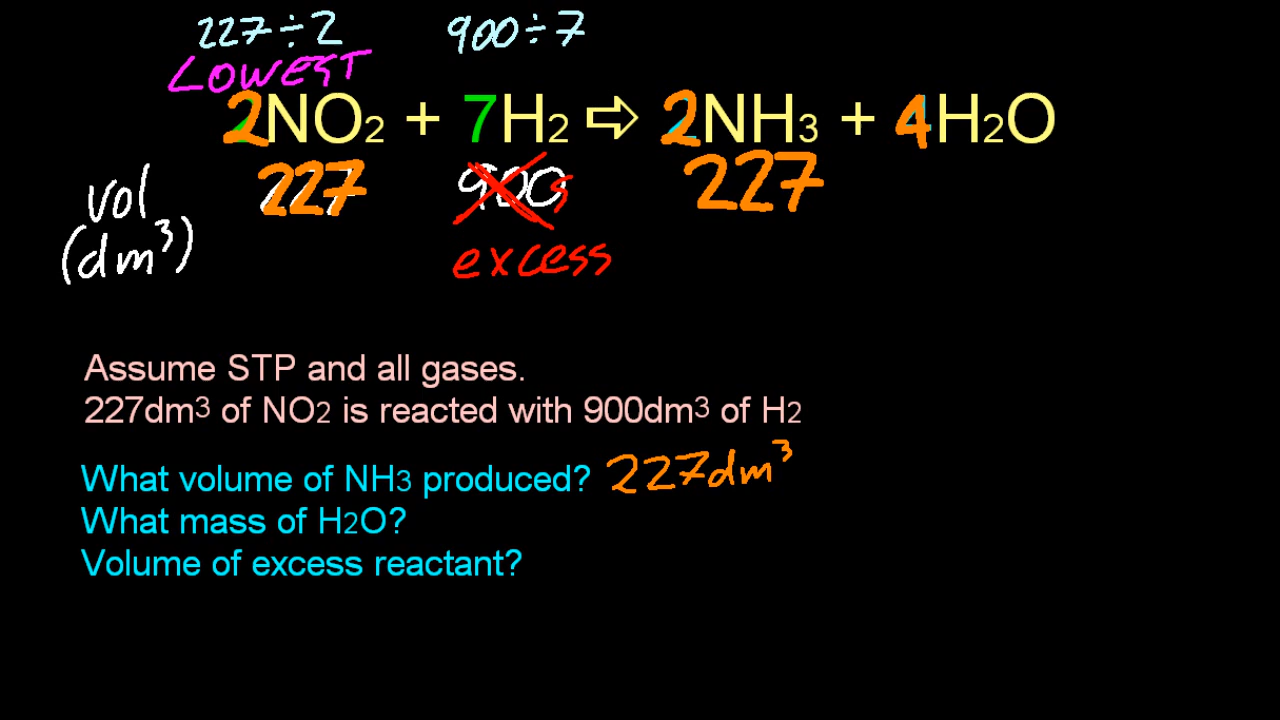 227÷2 900÷7
LOWEST
2NO2 + 7H2 ⇨ 2NH3 + 4H2O
vol 227 900 227
(dm³) excess
Assume STP and all gases.
227dm3 of NO2 is reacted with 900dm3 of H2
What volume of NH3 produced? 227dm³
What mass of H2O?
Volume of excess reactant?